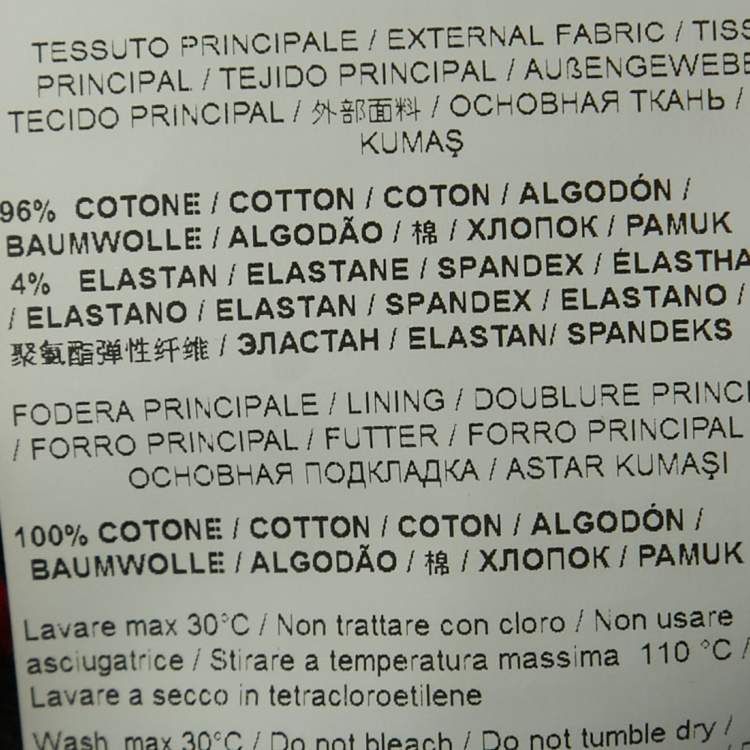 TESSUTO PRINCIPALE / EXTERNAL FABRIC / TISS
PRINCIPAL / TEJIDO PRINCIPAL / AUßENGEWEBE
TECIDO PRINCIPAL / 外部面料 / ОСНОВНАЯ ТКАНЬ /
KUMAŞ
96% COTONE / COTTON / COTON / ALGODÓN /
BAUMWOLLE / ALGODÃO / 棉 / ХЛОПОК / PAMUK
4% ELASTAN / ELASTANE / SPANDEX / ÉLASTHA
/ ELASTANO / ELASTAN / SPANDEX / ELASTANO /
聚氨酯弹性纤维 / ЭЛАСТАН / ELASTAN/ SPANDEKS
FODERA PRINCIPALE / LINING / DOUBLURE PRINCI
/ FORRO PRINCIPAL / FUTTER / FORRO PRINCIPAL
ОСНОВНАЯ ПОДКЛАДКА / ASTAR KUMAŞI
100% COTONE / COTTON / COTON / ALGODÓN /
BAUMWOLLE / ALGODÃO / 棉 / ХЛОПОК / PAMUK
Lavare max 30°C / Non trattare con cloro / Non usare
asciugatrice / Stirare a temperatura massima 110 °C /
Lavare a secco in tetracloroetilene
Wash max 30°C / Do not bleach / Do not tumble dry /